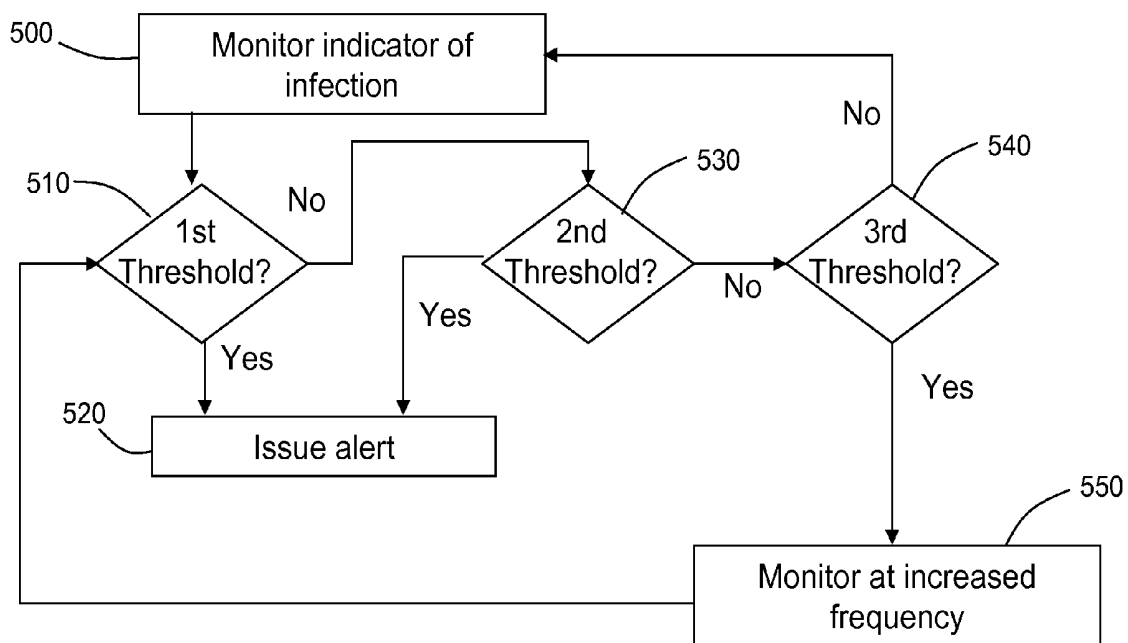 500
Monitor indicator of
infection
No
540
530
510
No
1st
Threshold?
2nd
Threshold?
3rd
Threshold?
No
Yes
Yes
Yes
520
Issue alert
550
Monitor at increased
frequency